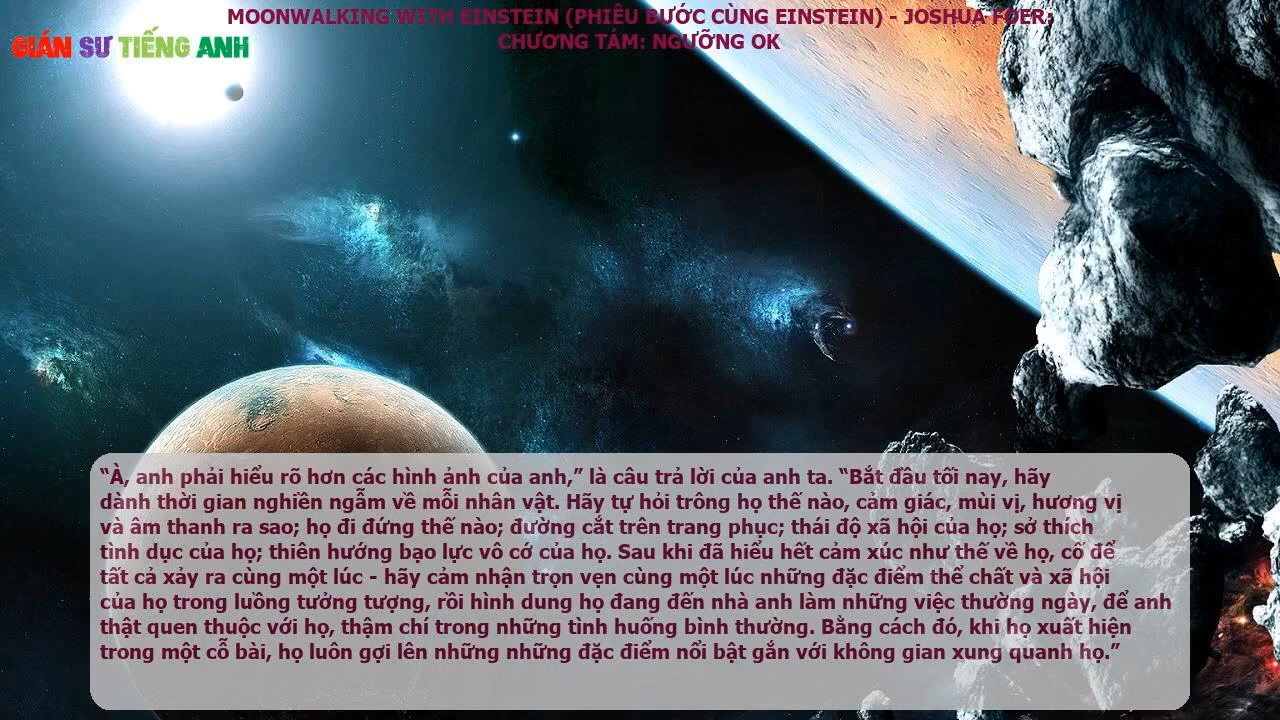 MOONWALKING WITH EINSTEIN (PHIÊU BƯỚC CÙNG EINSTEIN) - JOSHUA FOER:
CHƯƠNG TÁM: NGƯỠNG OK
GIÁN SƯ TIẾNG ANH
“À, anh phải hiểu rõ hơn các hình ảnh của anh,” là câu trả lời của anh ta. “Bắt đầu tối nay, hãy
dành thời gian nghiền ngẫm về mỗi nhân vật. Hãy tự hỏi trông họ thế nào, cảm giác, mùi vị, hương vị
và âm thanh ra sao; họ đi đứng thế nào; đường cắt trên trang phục; thái độ xã hội của họ; sở thích
tình dục của họ; thiên hướng bạo lực vô cớ của họ. Sau khi đã hiểu hết cảm xúc như thế về họ, cố để
tất cả xảy ra cùng một lúc - hãy cảm nhận trọn vẹn cùng một lúc những đặc điểm thể chất và xã hội
của họ trong luồng tưởng tượng, rồi hình dung họ đang đến nhà anh làm những việc thường ngày, để anh
thật quen thuộc với họ, thậm chí trong những tình huống bình thường. Bằng cách đó, khi họ xuất hiện
trong một cỗ bài, họ luôn gợi lên những những đặc điểm nổi bật gắn với không gian xung quanh họ.”